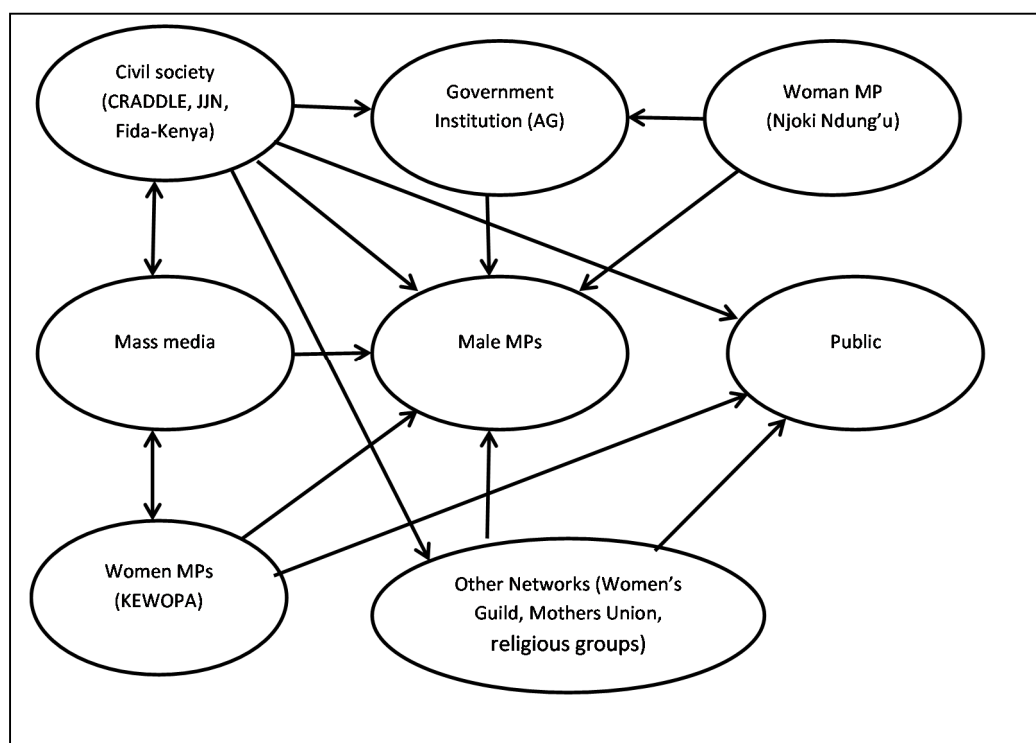 Civil society
(CRADDLE, JJN,
Fida-Kenya)
Government
Institution (AG)
Woman MP
(Njoki Ndung’u)
Mass media
Male MPs
Public
Women MPs
(KEWOPA)
Other Networks (Women’s
Guild, Mothers Union,
religious groups)